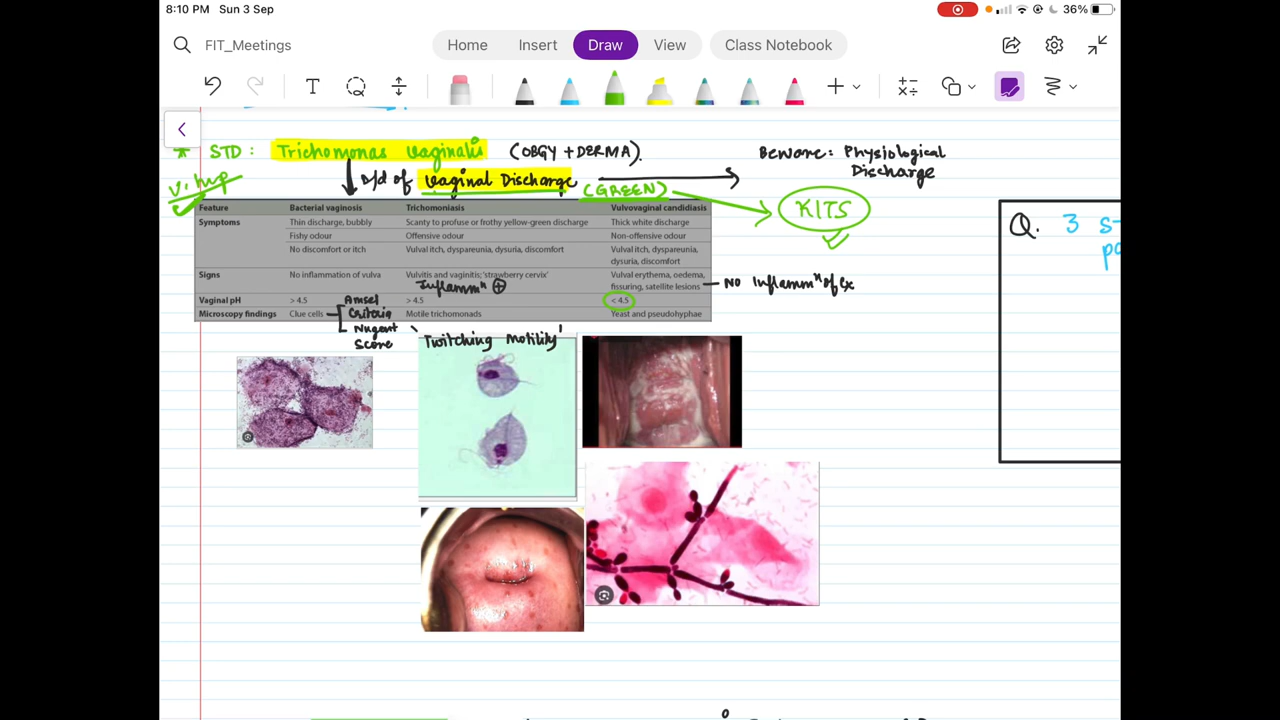 8:10 PM Sun 3 Sep
36%
FIT_Meetings
Home Insert Draw View Class Notebook
STD: Trichomonas vaginalis (OBGY + DERMA).
Beware: Physiological
Discharge
V. Imp
D/d of Vaginal Discharge
(GREEN)
KITS
Feature Bacterial vaginosis Trichomoniasis Vulvovaginal candidiasis
Symptoms Thin discharge, bubbly Scanty to profuse or frothy yellow-green discharge Thick white discharge
Fishy odour Offensive odour Non-offensive odour
No discomfort or itch Vulval itch, dyspareunia, dysuria, discomfort Vulval itch, dyspareunia,
dysuria, discomfort
Signs No inflammation of vulva Vulvitis and vaginitis; 'strawberry cervix' Vulval erythema, oedema,
fissuring, satellite lesions
Inflammⁿ ⊕
No Inflammⁿ of Cx
Vaginal pH > 4.5 > 4.5 < 4.5
Microscopy findings Clue cells Motile trichomonads Yeast and pseudohyphae
Amsel
Criteria
Nugent
Score
'Twitching Motility'
Q. 3